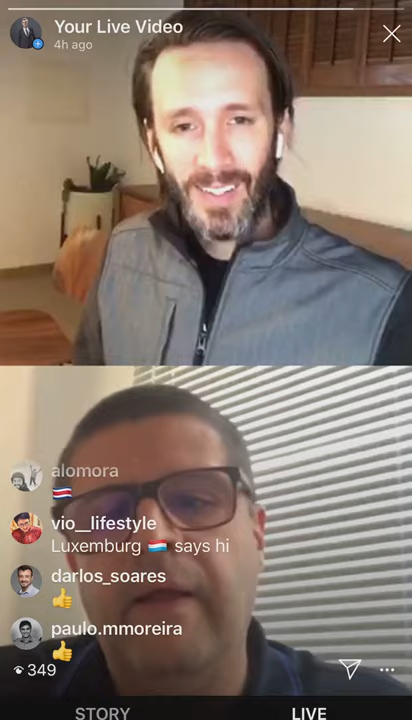 Your Live Video
4h ago
alomora
vio__lifestyle
Luxemburg says hi
darlos_soares
paulo.mmoreira
349
STORY
LIVE